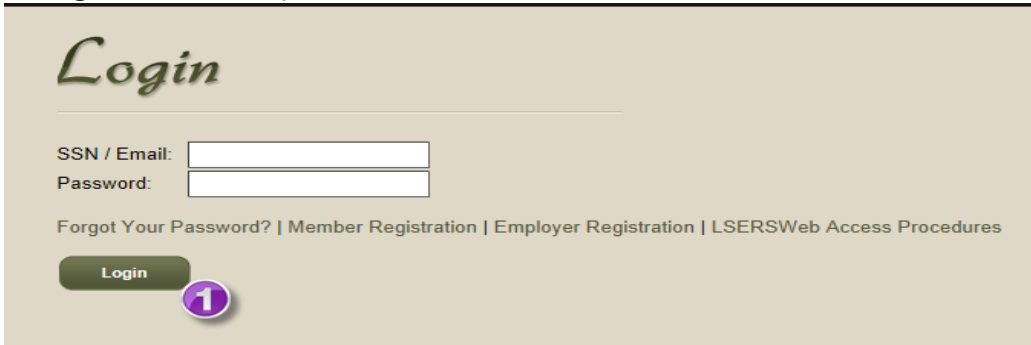 Login
SSN / Email:
Password:
Forgot Your Password? | Member Registration | Employer Registration | LSERSWeb Access Procedures
Login
1